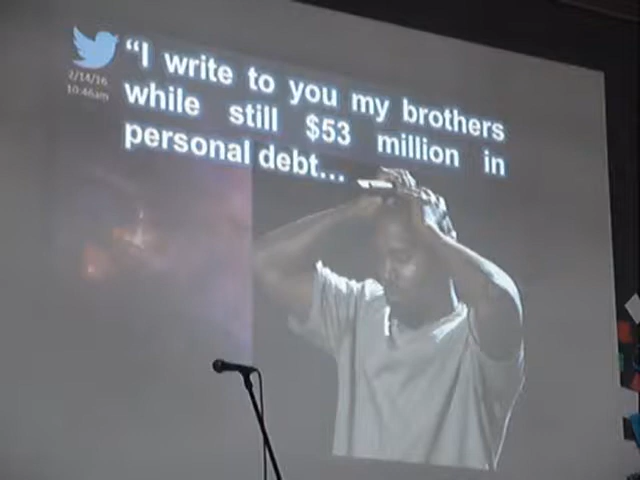 “I write to you my brothers
while still $53 million in
personal debt...
2/14/16
10:46am